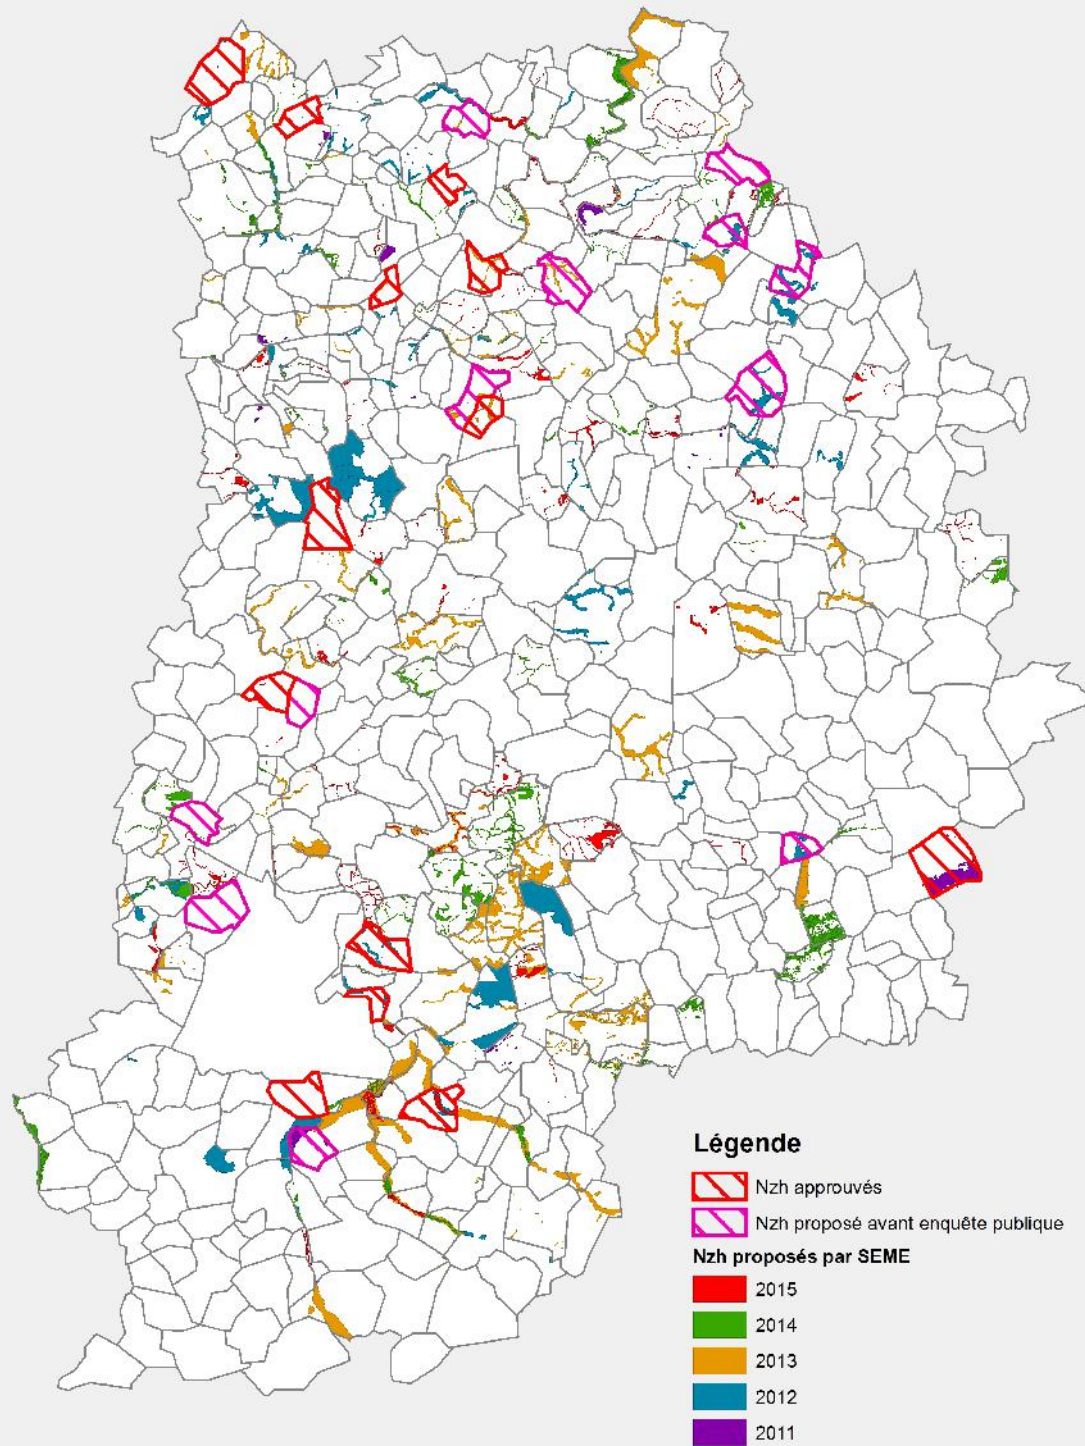 Légende
Nzh approuvés
Nzh proposé avant enquête publique
Nzh proposés par SEME
2015
2014
2013
2012
2011